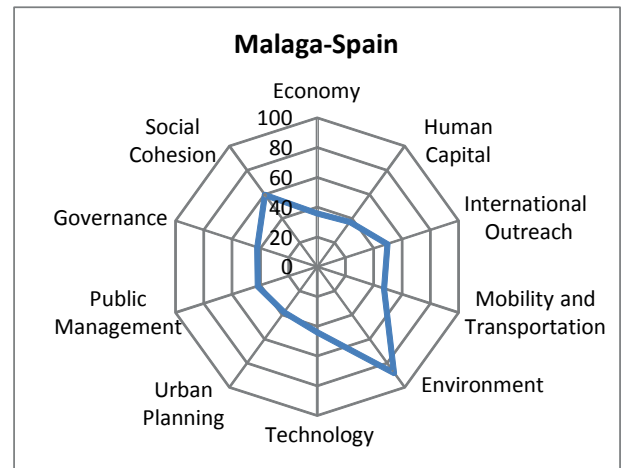 Malaga-Spain
Economy
Human
Capital
International
Outreach
Mobility and
Transportation
Environment
Technology
Urban
Planning
Public
Management
Governance
Social
Cohesion
100
80
60
40
20
0